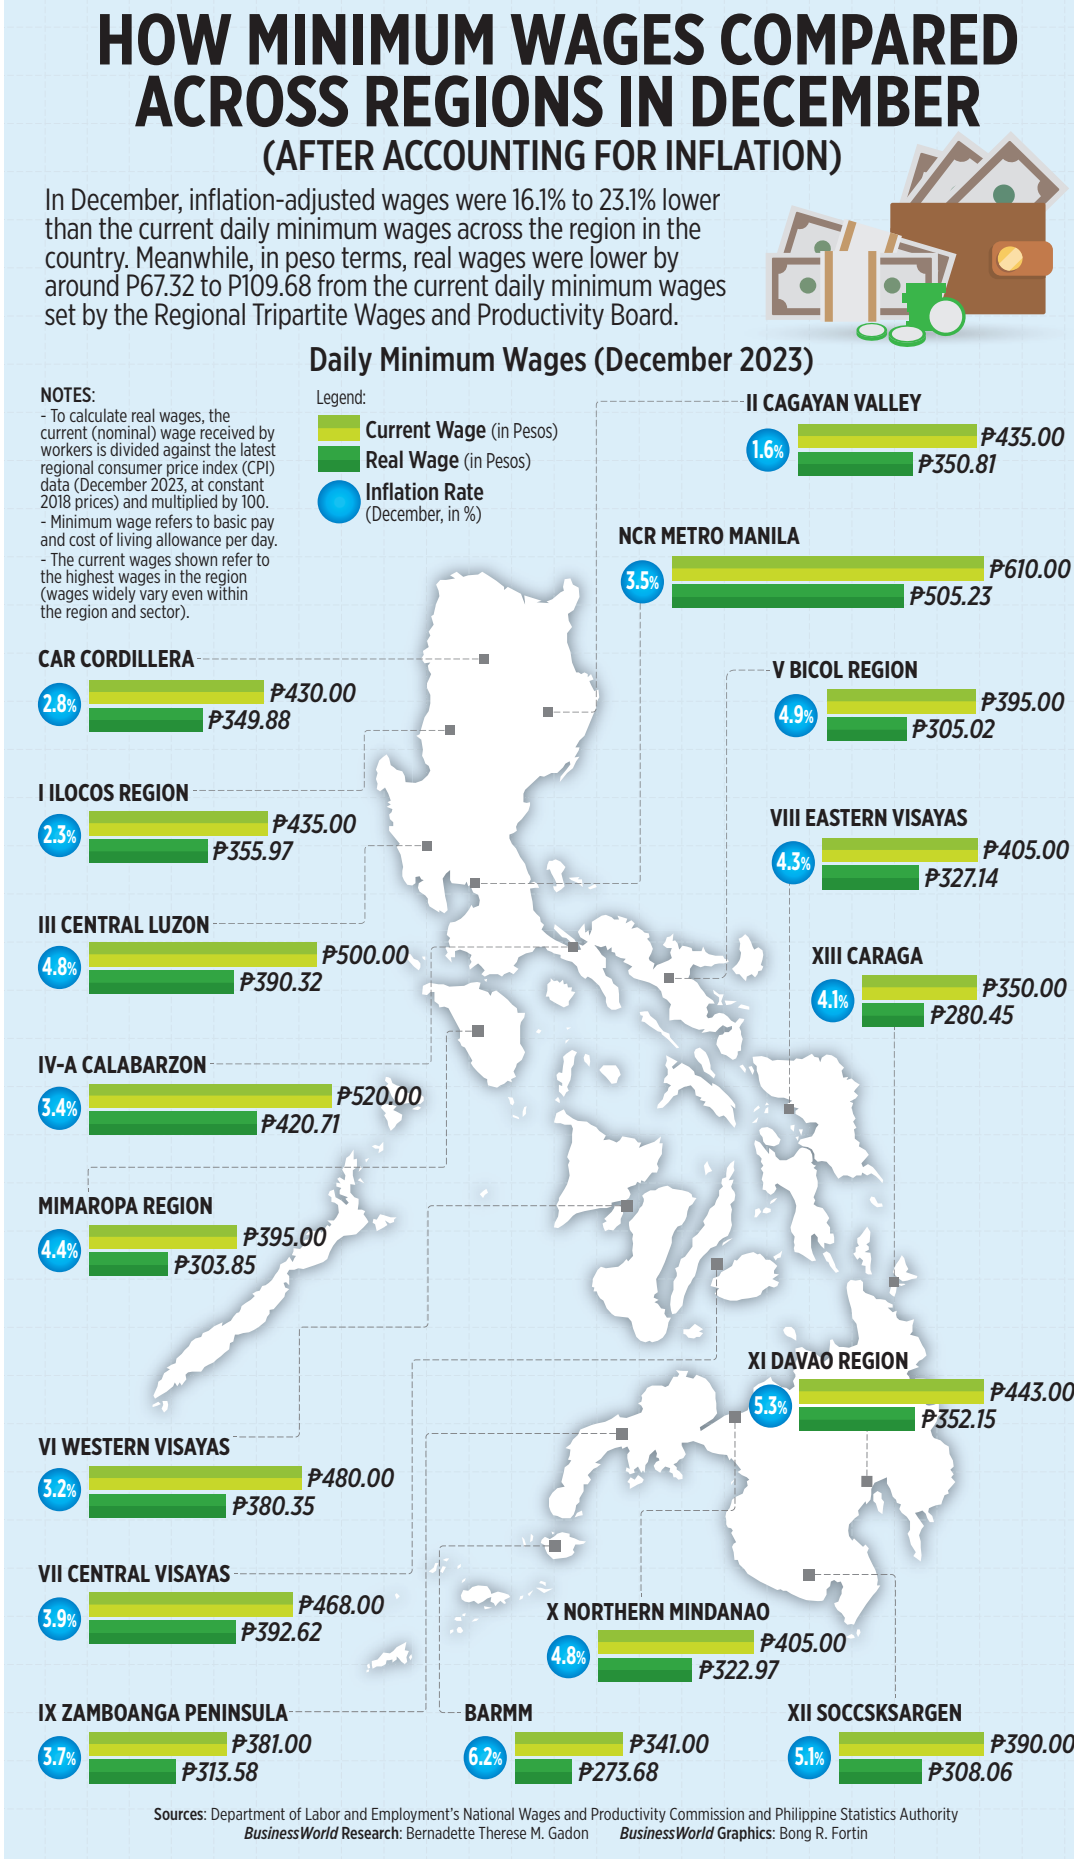 HOW MINIMUM WAGES COMPARED
ACROSS REGIONS IN DECEMBER
(AFTER ACCOUNTING FOR INFLATION)
In December, inflation-adjusted wages were 16.1% to 23.1% lower
than the current daily minimum wages across the region in the
country. Meanwhile, in peso terms, real wages were lower by
around P67.32 to P109.68 from the current daily minimum wages
set by the Regional Tripartite Wages and Productivity Board.
Daily Minimum Wages (December 2023)
NOTES:
- To calculate real wages, the
current (nominal) wage received by
workers is divided against the latest
regional consumer price index (CPI)
data (December 2023, at constant
2018 prices) and multiplied by 100.
- Minimum wage refers to basic pay
and cost of living allowance per day.
- The current wages shown refer to
the highest wages in the region
(wages widely vary even within
the region and sector).
Legend:
Current Wage (in Pesos)
Real Wage (in Pesos)
Inflation Rate
(December, in %)
II CAGAYAN VALLEY
1.6%
₱435.00
₱350.81
NCR METRO MANILA
3.5%
₱610.00
₱505.23
CAR CORDILLERA
2.8%
₱430.00
₱349.88
V BICOL REGION
4.9%
₱395.00
₱305.02
I ILOCOS REGION
2.3%
₱435.00
₱355.97
VIII EASTERN VISAYAS
4.3%
₱405.00
₱327.14
III CENTRAL LUZON
4.8%
₱500.00
₱390.32
XIII CARAGA
4.1%
₱350.00
₱280.45
IV-A CALABARZON
3.4%
₱520.00
₱420.71
MIMAROPA REGION
4.4%
₱395.00
₱303.85
XI DAVAO REGION
5.3%
₱443.00
₱352.15
VI WESTERN VISAYAS
3.2%
₱480.00
₱380.35
VII CENTRAL VISAYAS
3.9%
₱468.00
₱392.62
X NORTHERN MINDANAO
4.8%
₱405.00
₱322.97
IX ZAMBOANGA PENINSULA
3.7%
₱381.00
₱313.58
BARMM
6.2%
₱341.00
₱273.68
XII SOCCSKSARGEN
5.1%
₱390.00
₱308.06
Sources: Department of Labor and Employment's National Wages and Productivity Commission and Philippine Statistics Authority
BusinessWorld Research: Bernadette Therese M. Gadon BusinessWorld Graphics: Bong R. Fortin